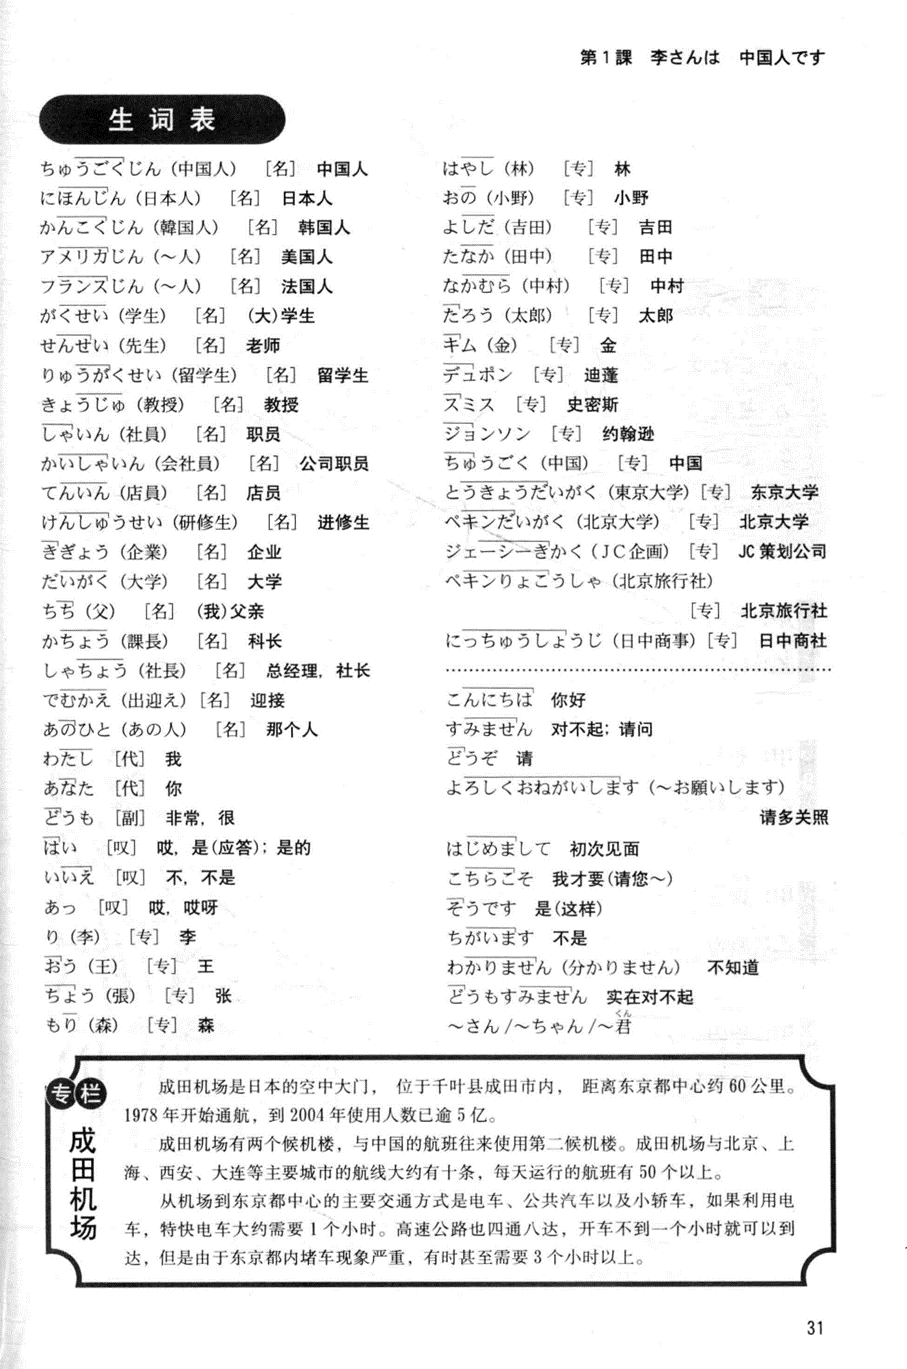 第1課　李さんは　中国人です
生词表
ちゅうごくじん（中国人）　[名]　中国人
にほんじん（日本人）　[名]　日本人
かんこくじん（韓国人）　[名]　韩国人
アメリカじん（～人）　[名]　美国人
フランスじん（～人）　[名]　法国人
がくせい（学生）　[名]　(大)学生
せんせい（先生）　[名]　老师
りゅうがくせい（留学生）　[名]　留学生
きょうじゅ（教授）　[名]　教授
しゃいん（社員）　[名]　职员
かいしゃいん（会社員）　[名]　公司职员
てんいん（店員）　[名]　店员
けんしゅうせい（研修生）　[名]　进修生
きぎょう（企業）　[名]　企业
だいがく（大学）　[名]　大学
ちち（父）　[名]　(我)父亲
かちょう（課長）　[名]　科长
しゃちょう（社長）　[名]　总经理，社长
でむかえ（出迎え）[名]　迎接
あのひと（あの人）　[名]　那个人
わたし　[代]　我
あなた　[代]　你
どうも　[副]　非常，很
はい　[叹]　哎，是(应答)；是的
いいえ　[叹]　不，不是
あっ　[叹]　哎，哎呀
り（李）　[专]　李
おう（王）　[专]　王
ちょう（張）　[专]　张
もり（森）　[专]　森
はやし（林）　[专]　林
おの（小野）　[专]　小野
よしだ（吉田）　[专]　吉田
たなか（田中）　[专]　田中
なかむら（中村）　[专]　中村
たろう（太郎）　[专]　太郎
キム（金）　[专]　金
デュポン　[专]　迪蓬
スミス　[专]　史密斯
ジョンソン　[专]　约翰逊
ちゅうごく（中国）　[专]　中国
とうきょうだいがく（東京大学）[专]　东京大学
ペキンだいがく（北京大学）　[专]　北京大学
ジェーシーきかく（ＪＣ企画）　[专]　JC策划公司
ペキンりょこうしゃ（北京旅行社）
[专]　北京旅行社
にっちゅうしょうじ（日中商事）[专]　日中商社
こんにちは　你好
すみません　对不起；请问
どうぞ　请
よろしくおねがいします（～お願いします）
请多关照
はじめまして　初次见面
こちらこそ　我才要(请您～)
そうです　是(这样)
ちがいます　不是
わかりません（分かりません）　不知道
どうもすみません　实在对不起
くん
～さん/～ちゃん/～君
专栏
成田机场
成田机场是日本的空中大门，位于千叶县成田市内，距离东京都中心约60公里。
1978年开始通航，到2004年使用人数已逾5亿。
成田机场有两个候机楼，与中国的航班往来使用第二候机楼。成田机场与北京、上
海、西安、大连等主要城市的航线大约有十条，每天运行的航班有50个以上。
从机场到东京都中心的主要交通方式是电车、公共汽车以及小轿车，如果利用电
车，特快电车大约需要1个小时。高速公路也四通八达，开车不到一个小时就可以到
达，但是由于东京都内堵车现象严重，有时甚至需要3个小时以上。
31